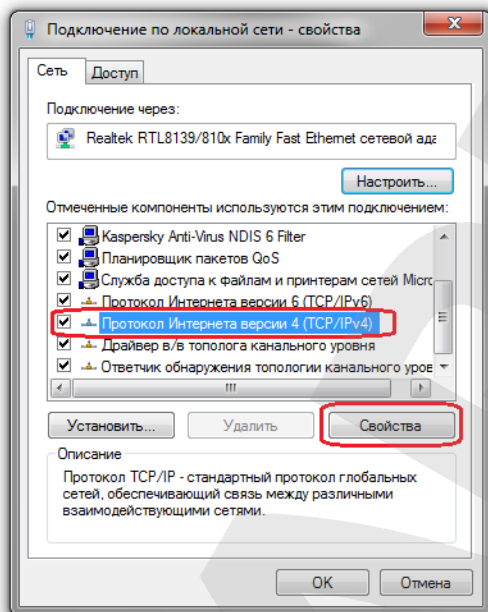 Подключение по локальной сети - свойства
Сеть Доступ
Подключение через:
Realtek RTL8139/810x Family Fast Ethernet сетевой ада
Настроить...
Отмеченные компоненты используются этим подключением:
Kaspersky Anti-Virus NDIS 6 Filter
Планировщик пакетов QoS
Служба доступа к файлам и принтерам сетей Micro
Протокол Интернета версии 6 (TCP/IPv6)
Протокол Интернета версии 4 (TCP/IPv4)
Драйвер в/в тополога канального уровня
Ответчик обнаружения топологии канального уров
Установить... Удалить Свойства
Описание
Протокол TCP/IP - стандартный протокол глобальных
сетей, обеспечивающий связь между различными
взаимодействующими сетями.
OK Отмена